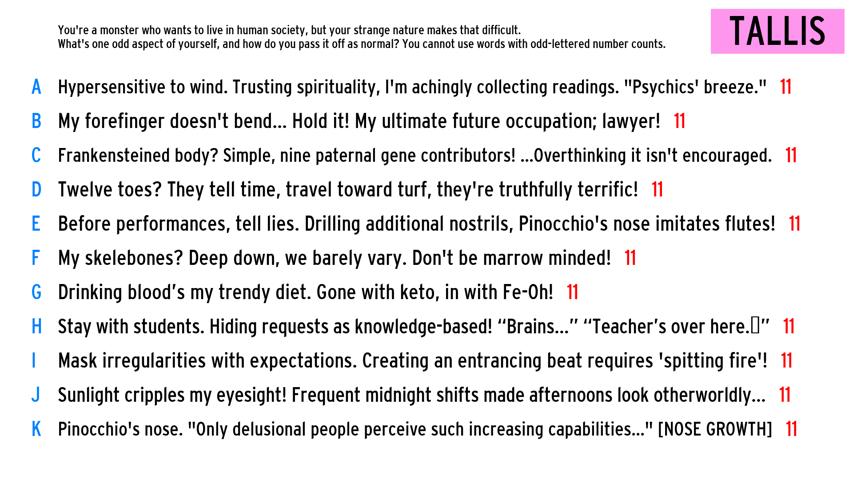 You're a monster who wants to live in human society, but your strange nature makes that difficult.
What's one odd aspect of yourself, and how do you pass it off as normal? You cannot use words with odd-lettered number counts.
TALLIS
A Hypersensitive to wind. Trusting spirituality, I'm achingly collecting readings. "Psychics' breeze." 11
B My forefinger doesn't bend... Hold it! My ultimate future occupation; lawyer! 11
C Frankensteined body? Simple, nine paternal gene contributors! ...Overthinking it isn't encouraged. 11
D Twelve toes? They tell time, travel toward turf, they're truthfully terrific! 11
E Before performances, tell lies. Drilling additional nostrils, Pinocchio's nose imitates flutes! 11
F My skelebones? Deep down, we barely vary. Don't be marrow minded! 11
G Drinking blood’s my trendy diet. Gone with keto, in with Fe-Oh! 11
H Stay with students. Hiding requests as knowledge-based! “Brains...” “Teacher’s over here.▯” 11
I Mask irregularities with expectations. Creating an entrancing beat requires 'spitting fire'! 11
J Sunlight cripples my eyesight! Frequent midnight shifts made afternoons look otherworldly... 11
K Pinocchio's nose. "Only delusional people perceive such increasing capabilities..." [NOSE GROWTH] 11